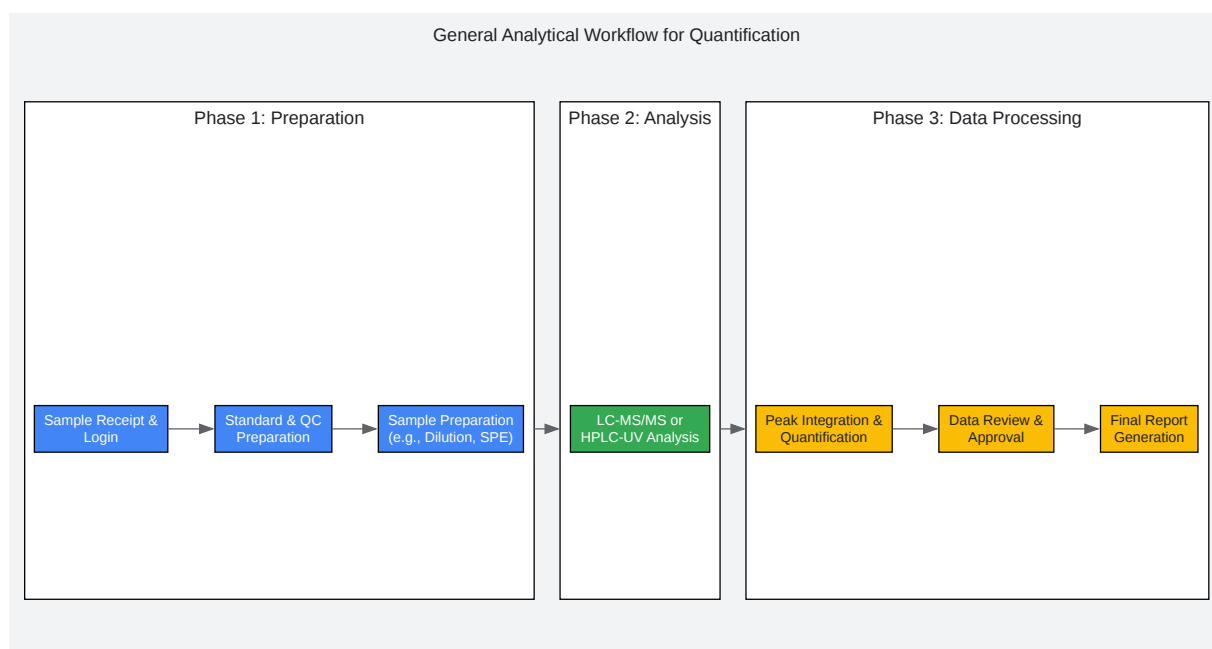 General Analytical Workflow for Quantification
Phase 1: Preparation
Sample Receipt &
Login
Standard & QC
Preparation
Sample Preparation
(e.g., Dilution, SPE)
Phase 2: Analysis
LC-MS/MS or
HPLC-UV Analysis
Phase 3: Data Processing
Peak Integration &
Quantification
Data Review &
Approval
Final Report
Generation